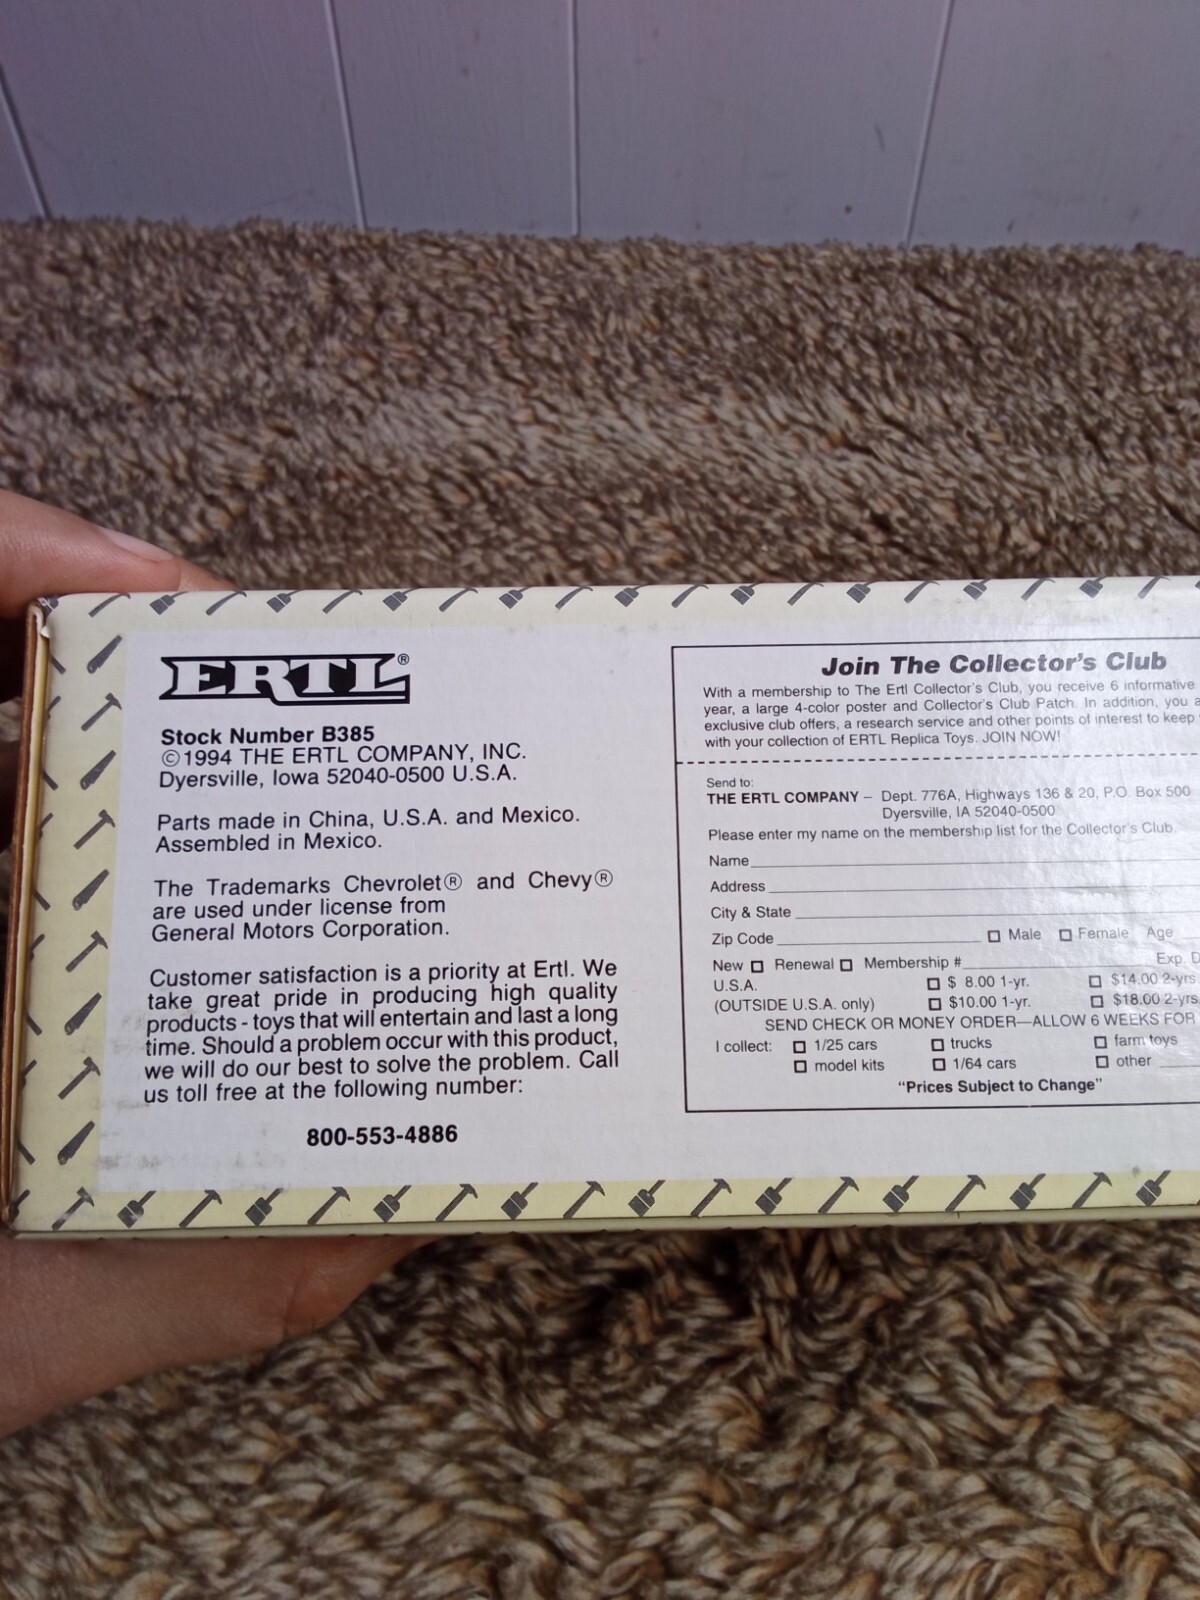 ERTL®
Stock Number B385
©1994 THE ERTL COMPANY, INC.
Dyersville, Iowa 52040-0500 U.S.A.
Parts made in China, U.S.A. and Mexico.
Assembled in Mexico.
The Trademarks Chevrolet® and Chevy®
are used under license from
General Motors Corporation.
Customer satisfaction is a priority at Ertl. We
take great pride in producing high quality
products - toys that will entertain and last a long
time. Should a problem occur with this product,
we will do our best to solve the problem. Call
us toll free at the following number:
800-553-4886
Join The Collector's Club
With a membership to The Ertl Collector's Club, you receive 6 informative
year, a large 4-color poster and Collector's Club Patch. In addition, you a
exclusive club offers, a research service and other points of interest to keep
with your collection of ERTL Replica Toys. JOIN NOW!
Send to:
THE ERTL COMPANY – Dept. 776A, Highways 136 & 20, P.O. Box 500
Dyersville, IA 52040-0500
Please enter my name on the membership list for the Collector's Club.
Name
Address
City & State
Zip Code Male Female Age
New Renewal Membership # Exp. D
U.S.A. $ 8.00 1-yr. $14.00 2-yrs.
(OUTSIDE U.S.A. only) $10.00 1-yr. $18.00 2-yrs
SEND CHECK OR MONEY ORDER—ALLOW 6 WEEKS FOR
I collect: 1/25 cars trucks farm toys
model kits 1/64 cars other
"Prices Subject to Change"